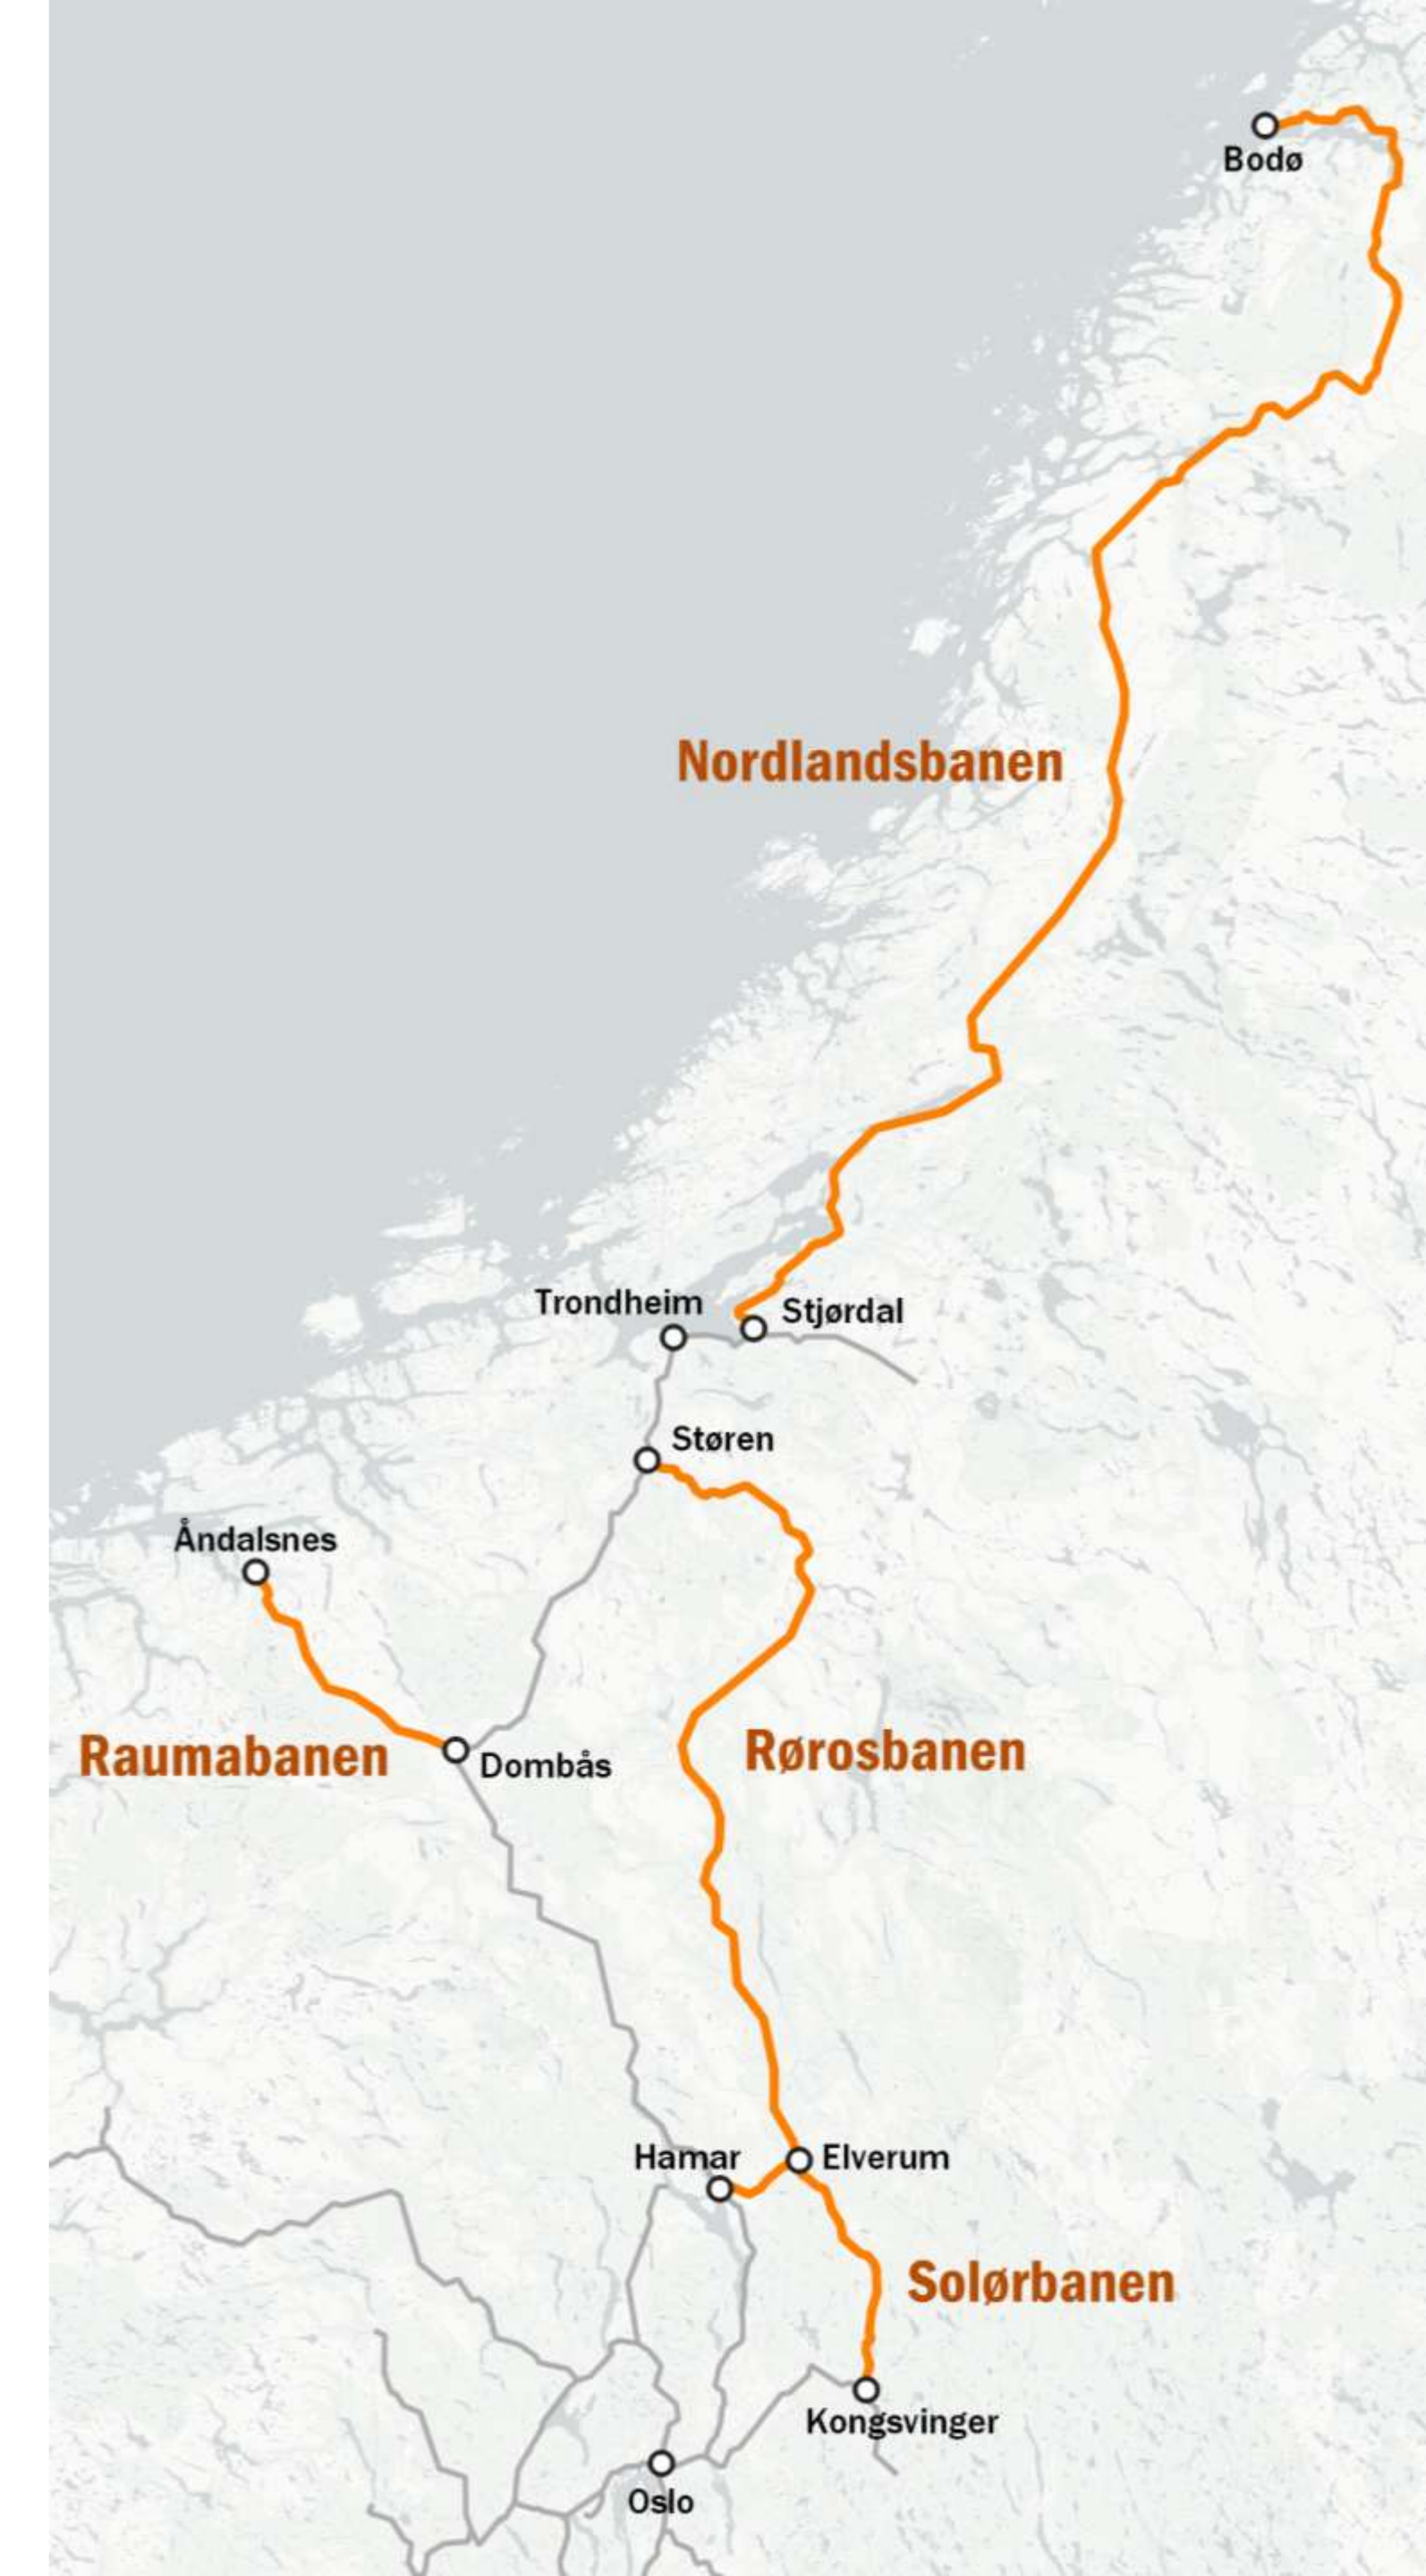 Bodø
Nordlandsbanen
Trondheim
Stjørdal
Støren
Åndalsnes
Raumabanen
Dombås
Rørosbanen
Hamar
Elverum
Solørbanen
Kongsvinger
Oslo